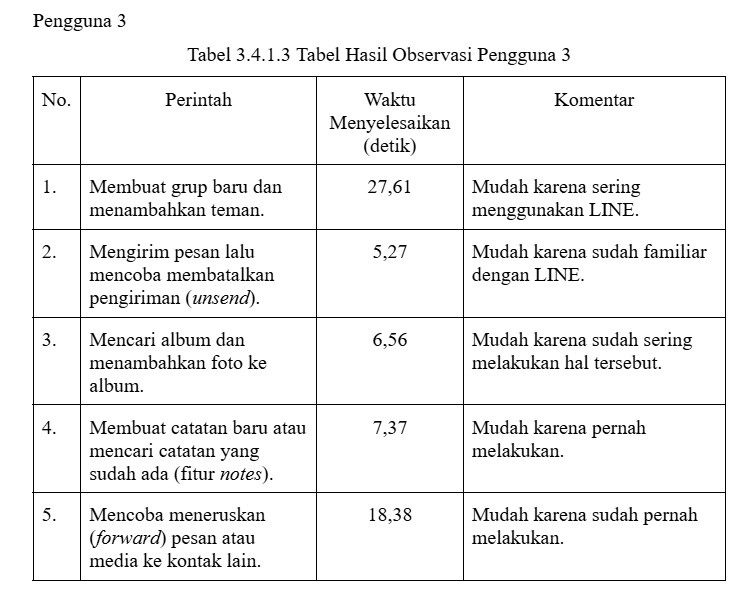 Pengguna 3
Tabel 3.4.1.3 Tabel Hasil Observasi Pengguna 3
No.
Perintah
Waktu
Menyelesaikan
(detik)
Komentar
1.
Membuat grup baru dan
menambahkan teman.
27,61
Mudah karena sering
menggunakan LINE.
2.
Mengirim pesan lalu
mencoba membatalkan
pengiriman (unsend).
5,27
Mudah karena sudah familiar
dengan LINE.
3.
Mencari album dan
menambahkan foto ke
album.
6,56
Mudah karena sudah sering
melakukan hal tersebut.
4.
Membuat catatan baru atau
mencari catatan yang
sudah ada (fitur notes).
7,37
Mudah karena pernah
melakukan.
5.
Mencoba meneruskan
(forward) pesan atau
media ke kontak lain.
18,38
Mudah karena sudah pernah
melakukan.